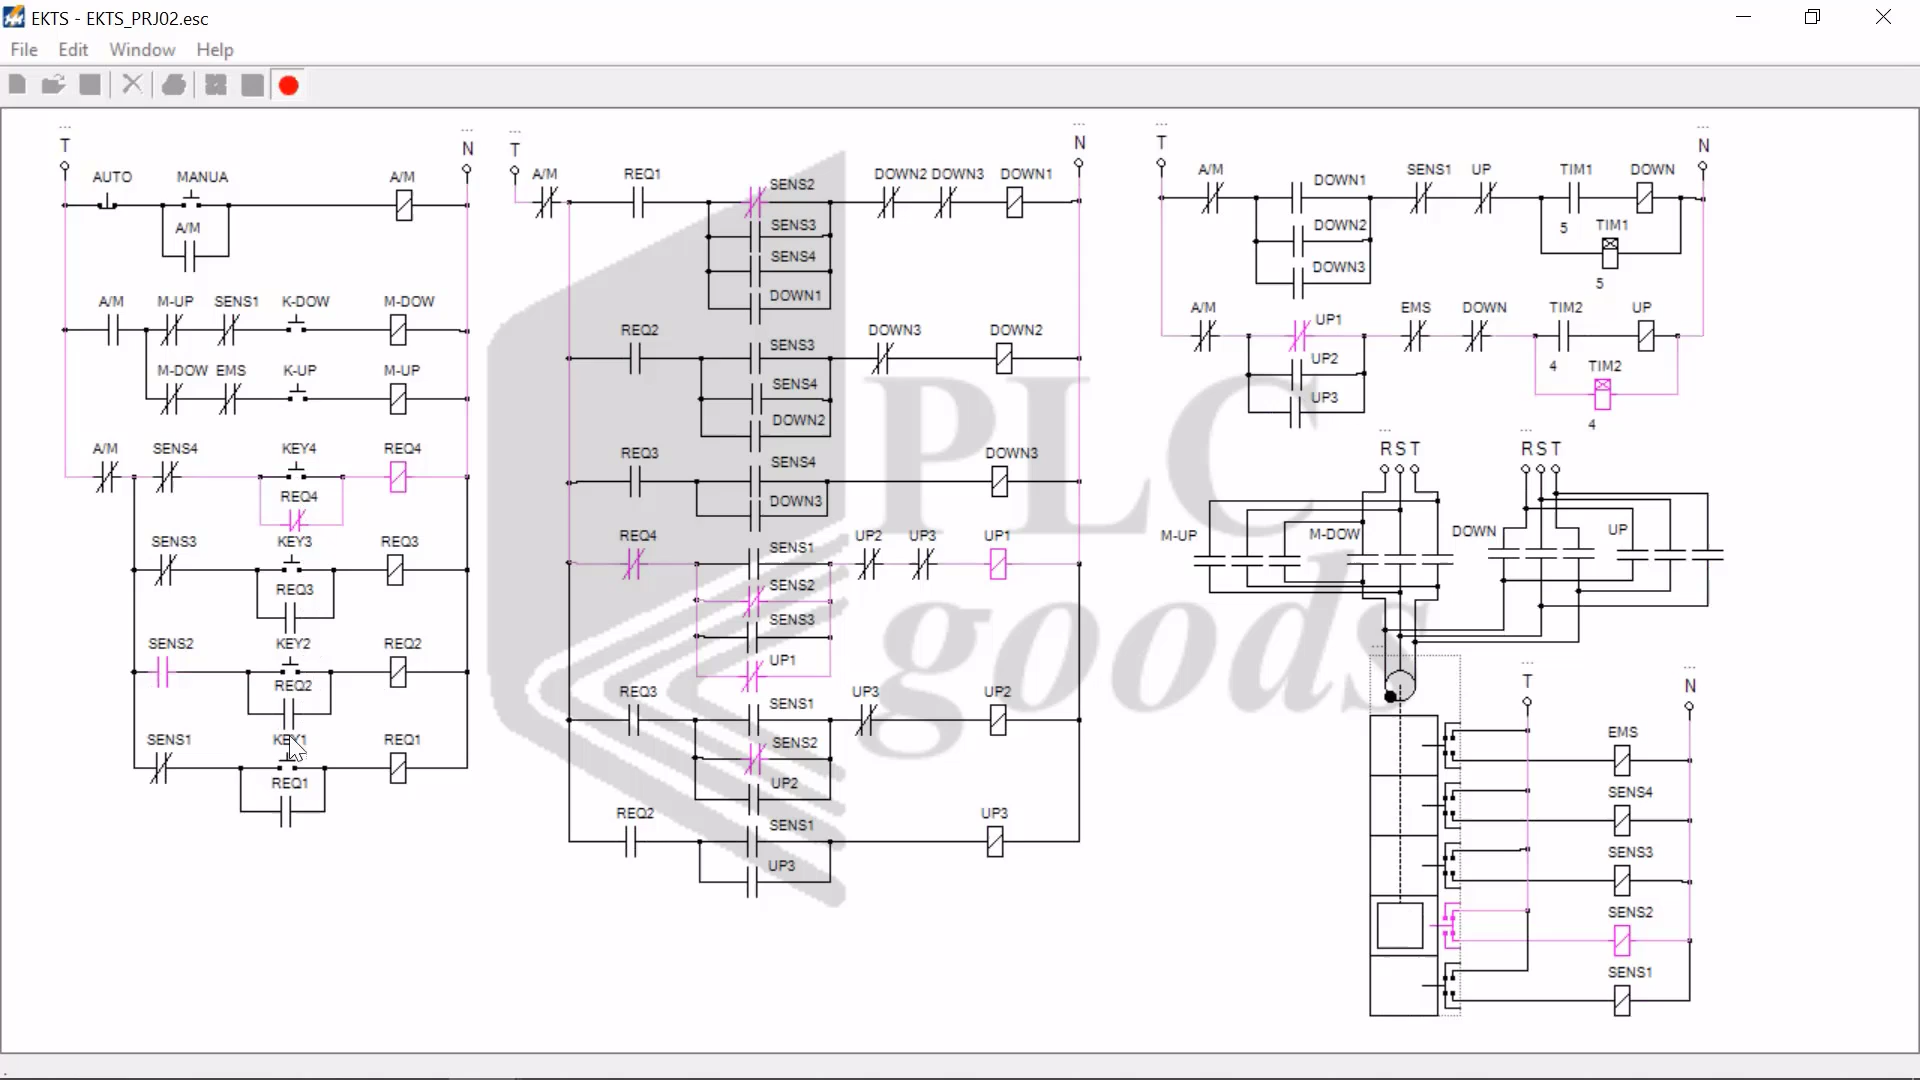 EKTS - EKTS_PRJ02.esc
File Edit Window Help
... T
... N
AUTO MANUA A/M
A/M
A/M M-UP SENS1 K-DOW M-DOW
M-DOW EMS K-UP M-UP
A/M SENS4 KEY4 REQ4
REQ4
SENS3 KEY3 REQ3
REQ3
SENS2 KEY2 REQ2
REQ2
SENS1 KEY1 REQ1
REQ1
... T
... N
A/M REQ1 SENS2 DOWN2 DOWN3 DOWN1
SENS3
SENS4
DOWN1
REQ2 SENS3 DOWN3 DOWN2
SENS4
DOWN2
REQ3 SENS4 DOWN3
DOWN3
REQ4 SENS1 UP2 UP3 UP1
SENS2
SENS3
UP1
REQ3 SENS1 UP3 UP2
SENS2
UP2
REQ2 SENS1 UP3
UP3
... T
... N
A/M DOWN1 SENS1 UP TIM1 DOWN
DOWN2 5 TIM1
DOWN3 5
A/M UP1 EMS DOWN TIM2 UP
UP2 4 TIM2
UP3 4
... R S T
... R S T
M-UP M-DOW DOWN UP
...
... T
... N
EMS
SENS4
SENS3
SENS2
SENS1
PLC
goods